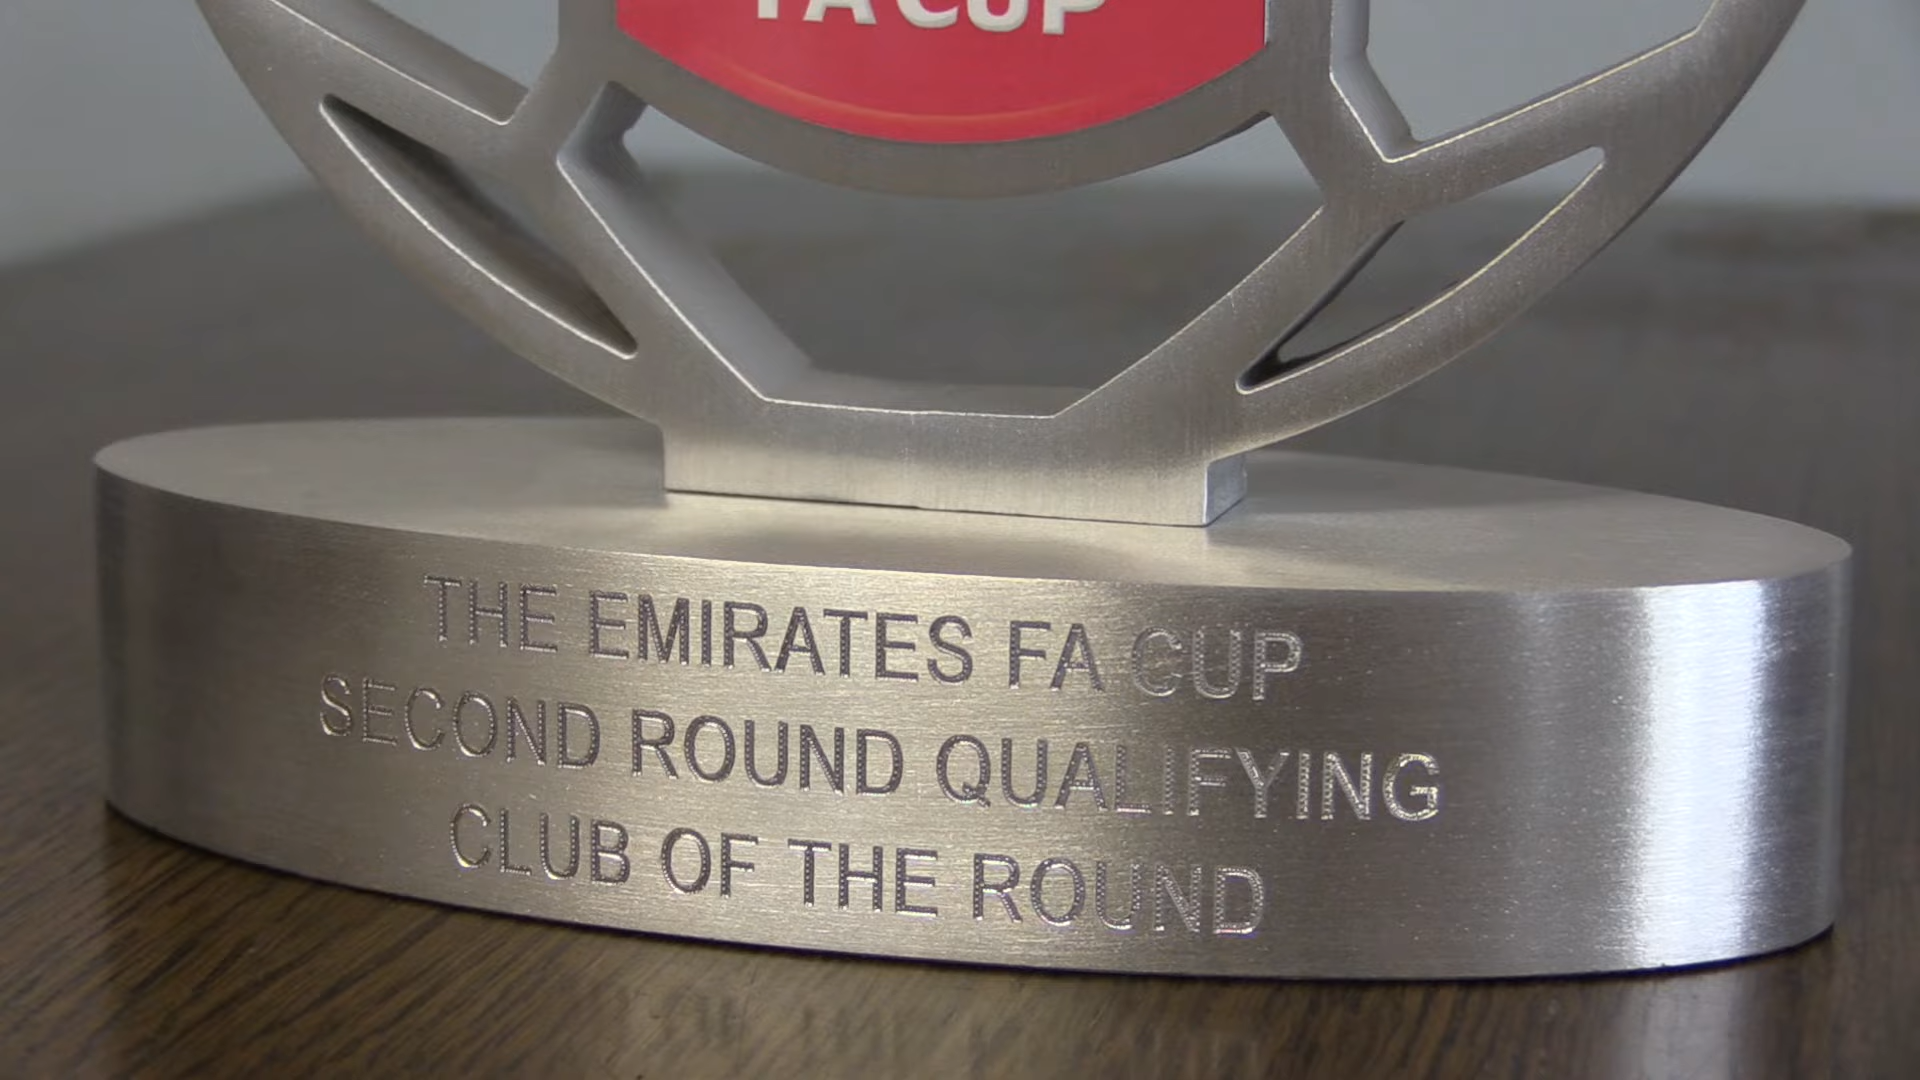 FA CUP
THE EMIRATES FA CUP
SECOND ROUND QUALIFYING
CLUB OF THE ROUND